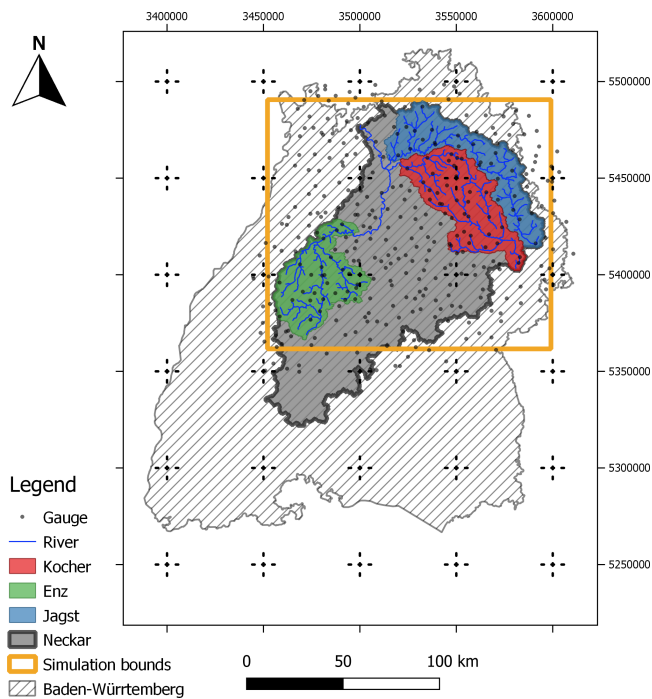 3400000 3450000 3500000 3550000 3600000
N
5500000
5450000
5400000
5350000
5300000
5250000
Legend
Gauge
River
Kocher
Enz
Jagst
Neckar
Simulation bounds
Baden-Würrtemberg
0 50 100 km